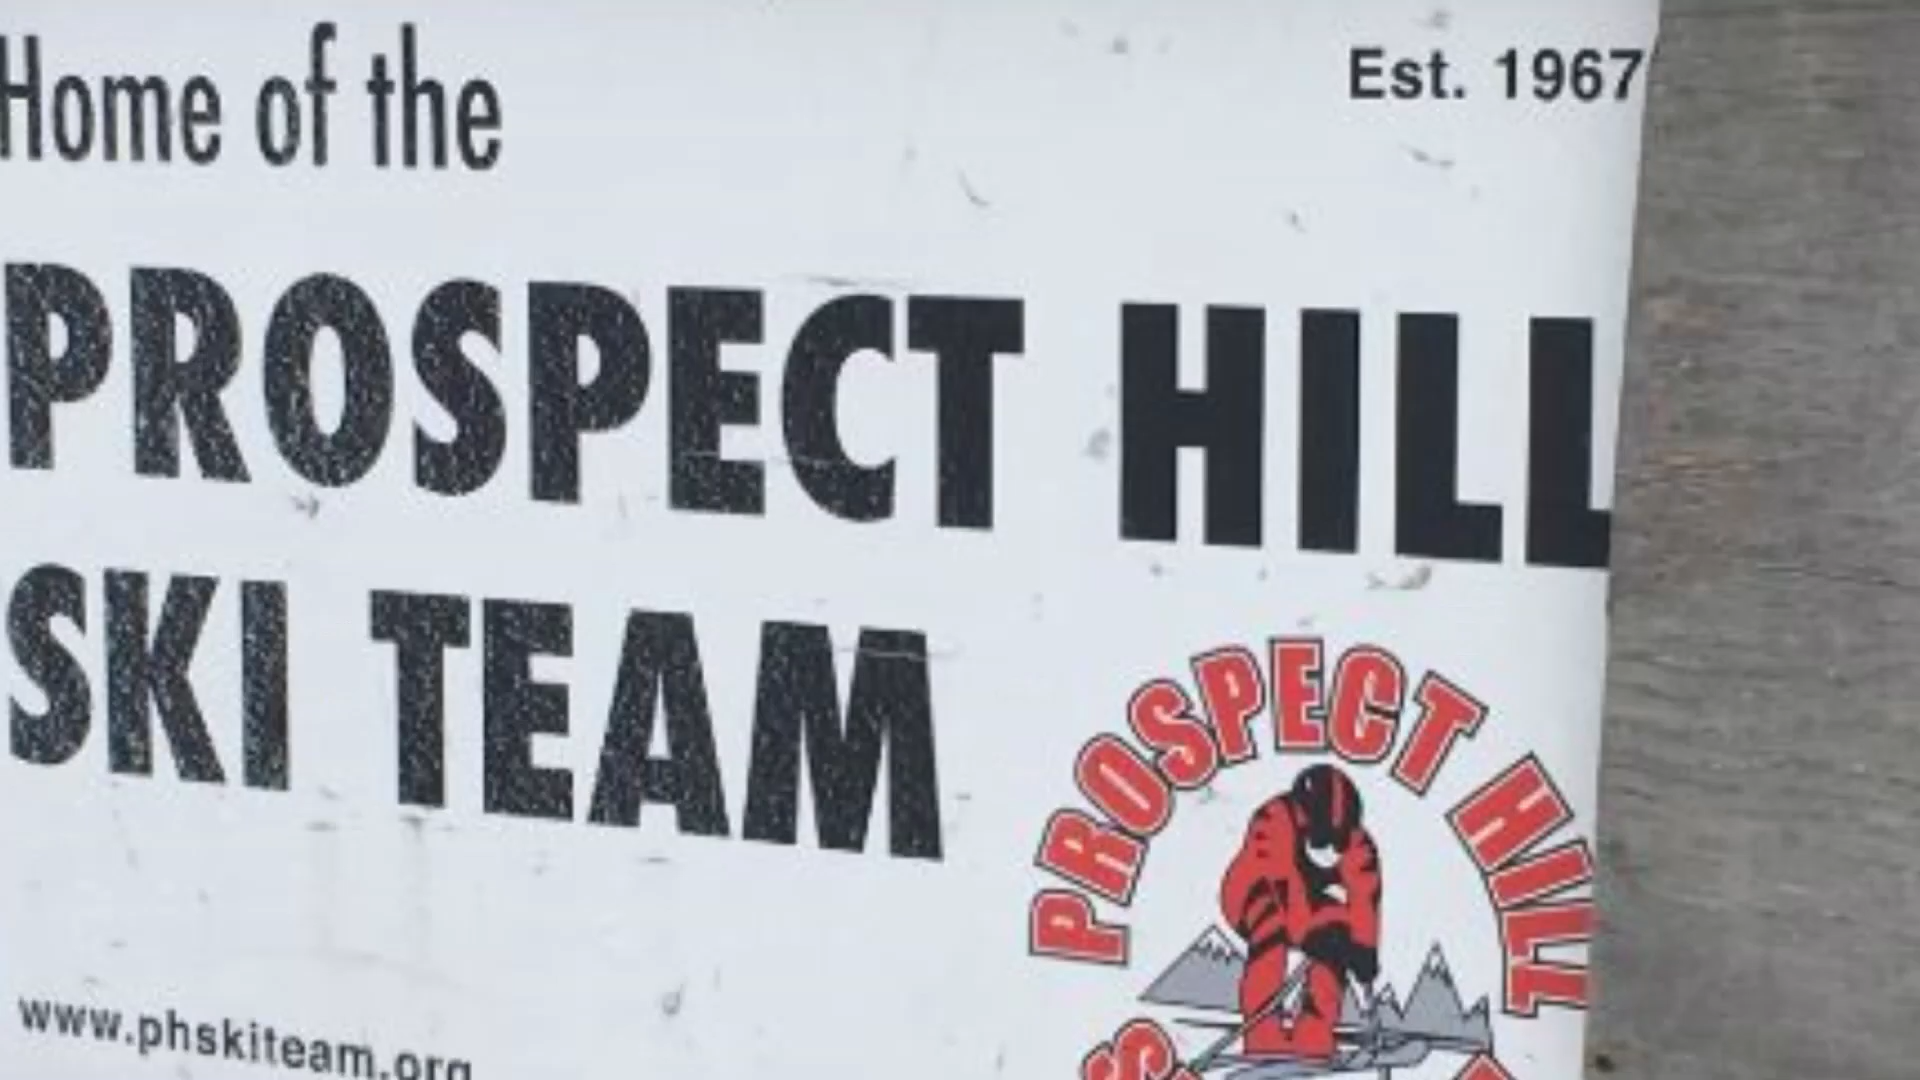 Home of the
Est. 1967
PROSPECT HILL
SKI TEAM
PROSPECT HILL
www.phskiteam.org